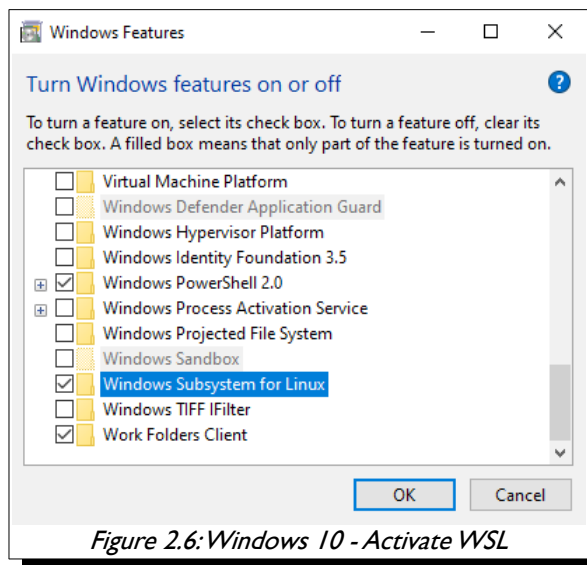 Windows Features
Turn Windows features on or off
To turn a feature on, select its check box. To turn a feature off, clear its
check box. A filled box means that only part of the feature is turned on.
Virtual Machine Platform
Windows Defender Application Guard
Windows Hypervisor Platform
Windows Identity Foundation 3.5
Windows PowerShell 2.0
Windows Process Activation Service
Windows Projected File System
Windows Sandbox
Windows Subsystem for Linux
Windows TIFF IFilter
Work Folders Client
OK Cancel
Figure 2.6: Windows 10 - Activate WSL